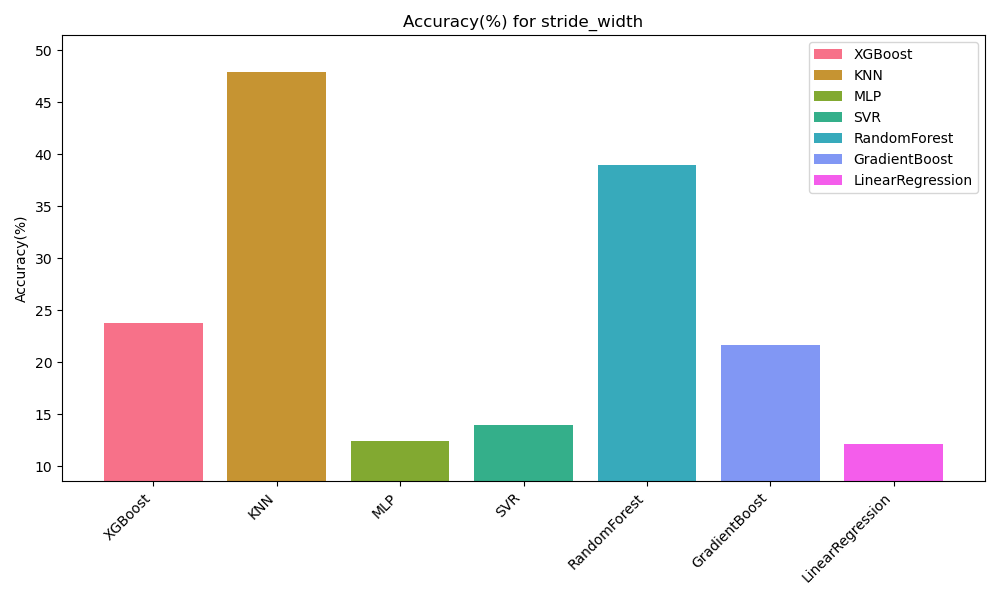 Accuracy(%) for stride_width
XGBoost
KNN
MLP
SVR
RandomForest
GradientBoost
LinearRegression
Accuracy(%)
50
45
40
35
30
25
20
15
10
XGBoost
KNN
MLP
SVR
RandomForest
GradientBoost
LinearRegression